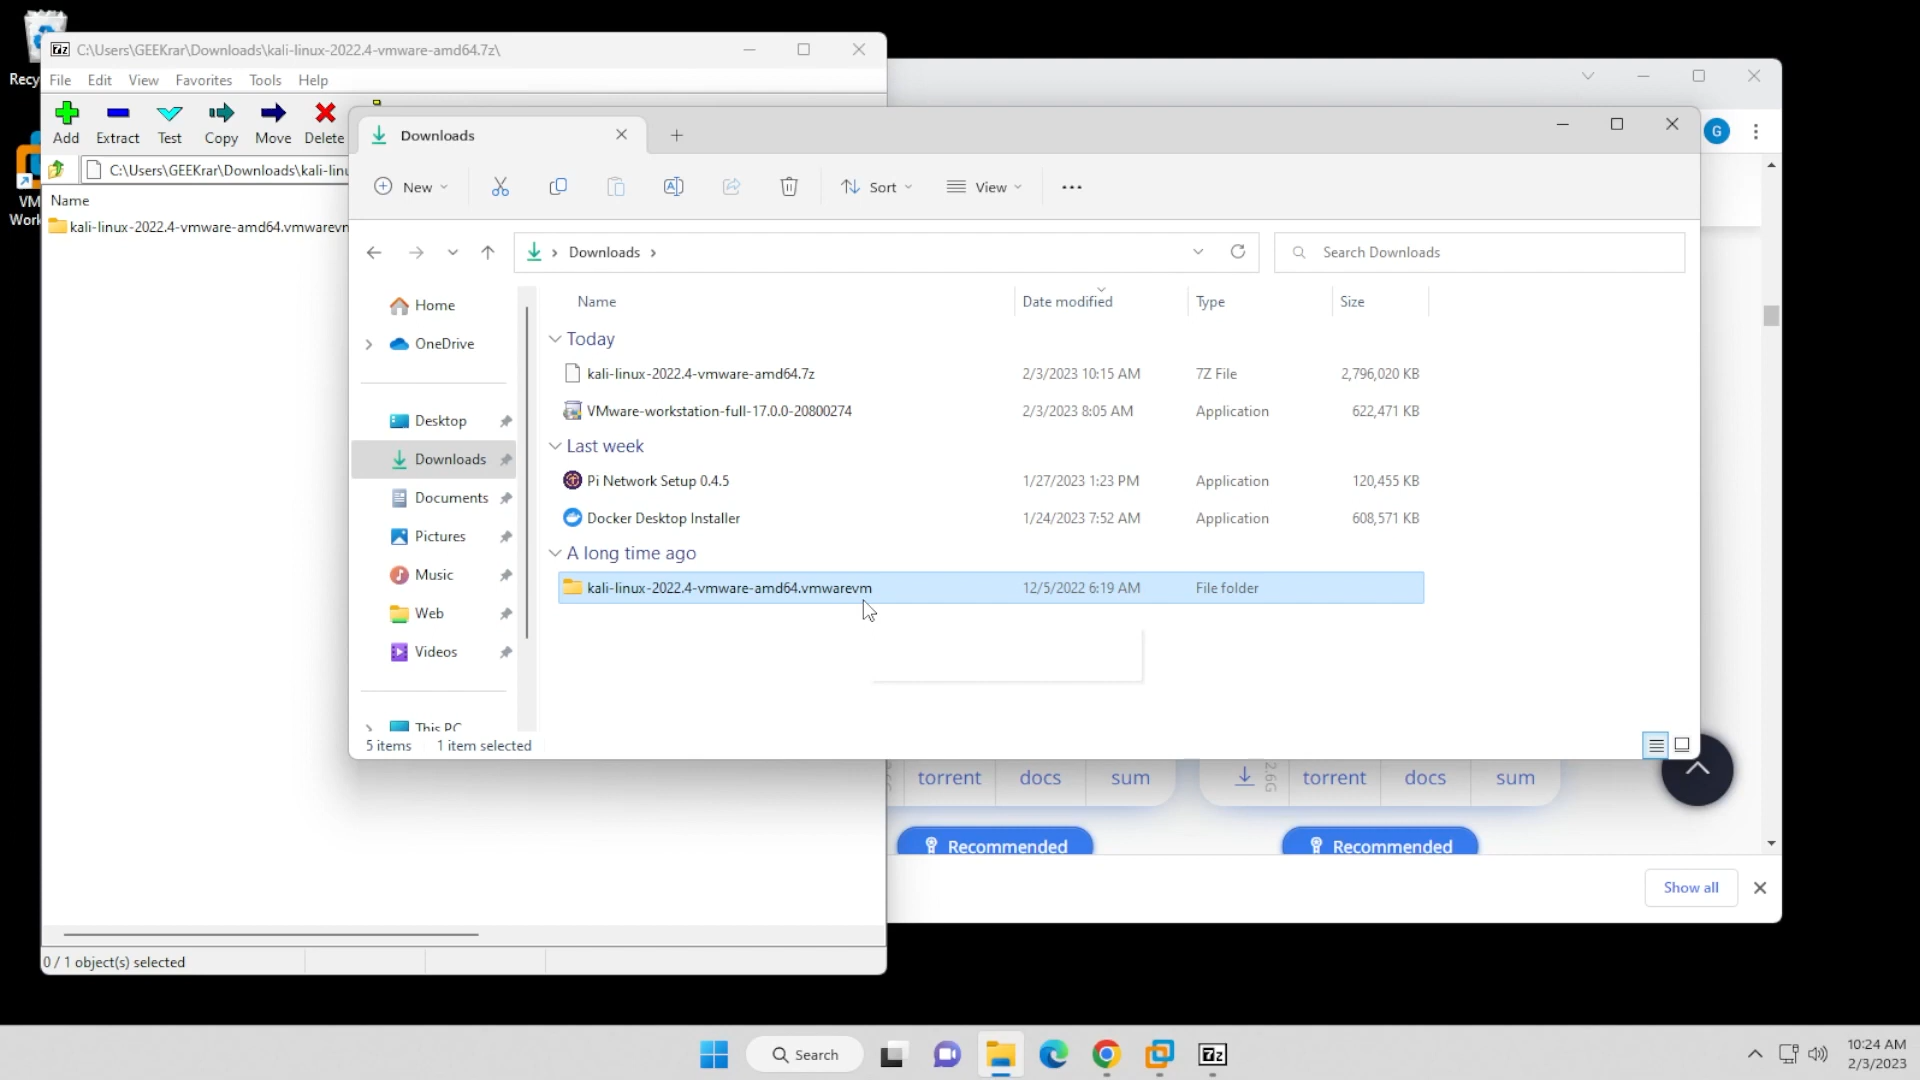 Recy
VM
Work
7z C:\Users\GEEKrar\Downloads\kali-linux-2022.4-vmware-amd64.7z\
File Edit View Favorites Tools Help
Add Extract Test Copy Move Delete
C:\Users\GEEKrar\Downloads\kali-linu
Name
kali-linux-2022.4-vmware-amd64.vmwarevm
0 / 1 object(s) selected
Downloads
G
New Sort View
Downloads
Search Downloads
Home
OneDrive
Desktop
Downloads
Documents
Pictures
Music
Web
Videos
This PC
Name Date modified Type Size
Today
kali-linux-2022.4-vmware-amd64.7z 2/3/2023 10:15 AM 7Z File 2,796,020 KB
VMware-workstation-full-17.0.0-20800274 2/3/2023 8:05 AM Application 622,471 KB
Last week
Pi Network Setup 0.4.5 1/27/2023 1:23 PM Application 120,455 KB
Docker Desktop Installer 1/24/2023 7:52 AM Application 608,571 KB
A long time ago
kali-linux-2022.4-vmware-amd64.vmwarevm 12/5/2022 6:19 AM File folder
5 items 1 item selected
torrent docs sum 2.6G torrent docs sum
Recommended Recommended
Show all
Search 7z
10:24 AM
2/3/2023